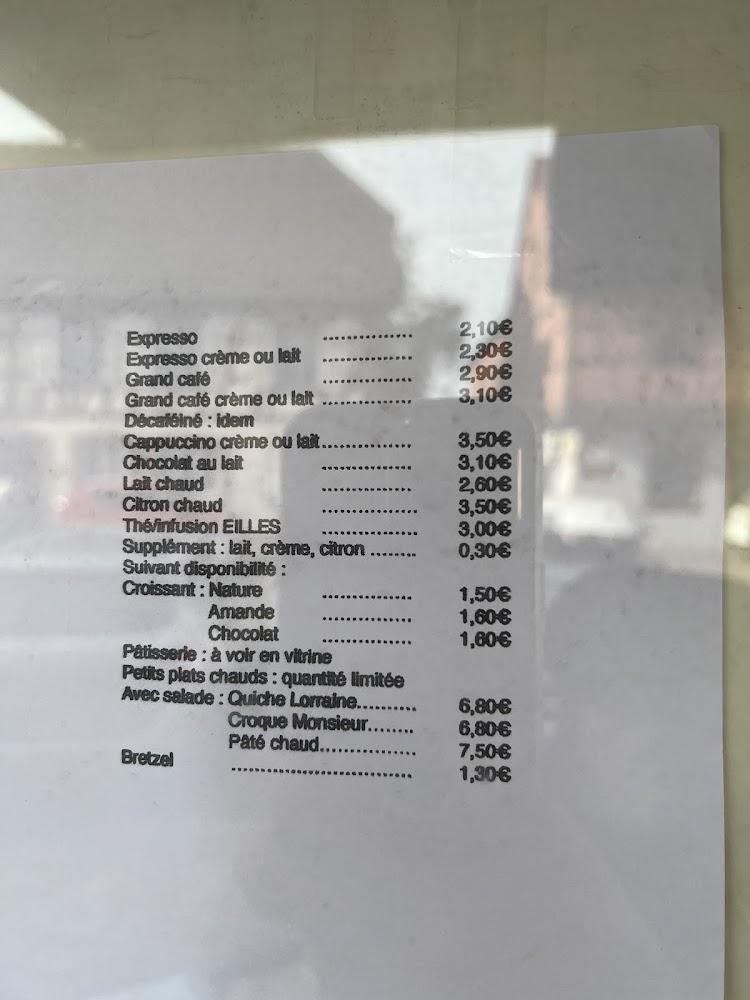 Expresso ................ 2,10€
Expresso crème ou lait ................ 2,30€
Grand café ................ 2,90€
Grand café crème ou lait ................ 3,10€
Décaféiné : idem
Cappuccino crème ou lait................ 3,50€
Chocolat au lait ................ 3,10€
Lait chaud ................ 2,60€
Citron chaud ................. 3,50€
Thé/infusion EILLES ................. 3,00€
Supplément : lait, crème, citron ........ 0,30€
Suivant disponibilité :
Croissant : Nature ................ 1,50€
Amande ................ 1,60€
Chocolat ................ 1,60€
Pâtisserie : à voir en vitrine
Petits plats chauds : quantité limitée
Avec salade : Quiche Lorraine........... 6,80€
Croque Monsieur........ 6,80€
Pâté chaud................. 7,50€
Bretzel ................................ 1,30€